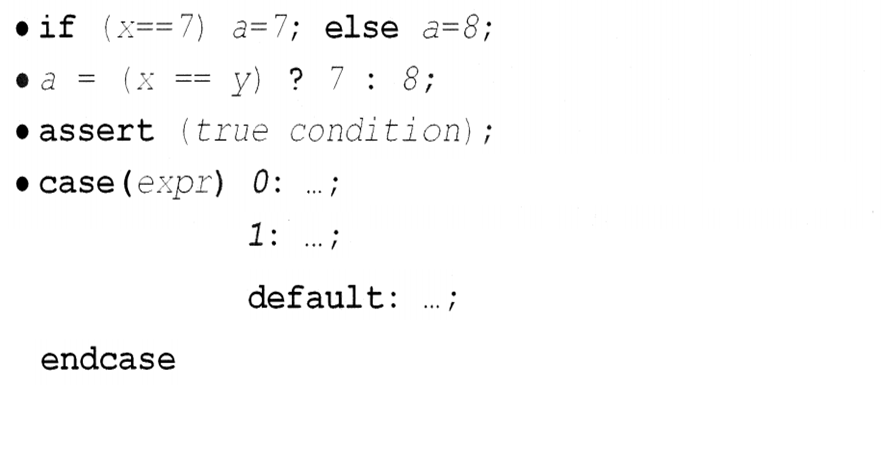 • if (x==7) a=7; else a=8;
• a = (x == y) ? 7 : 8;
• assert (true condition);
• case(expr) 0: …;
1: …;
default: …;
endcase